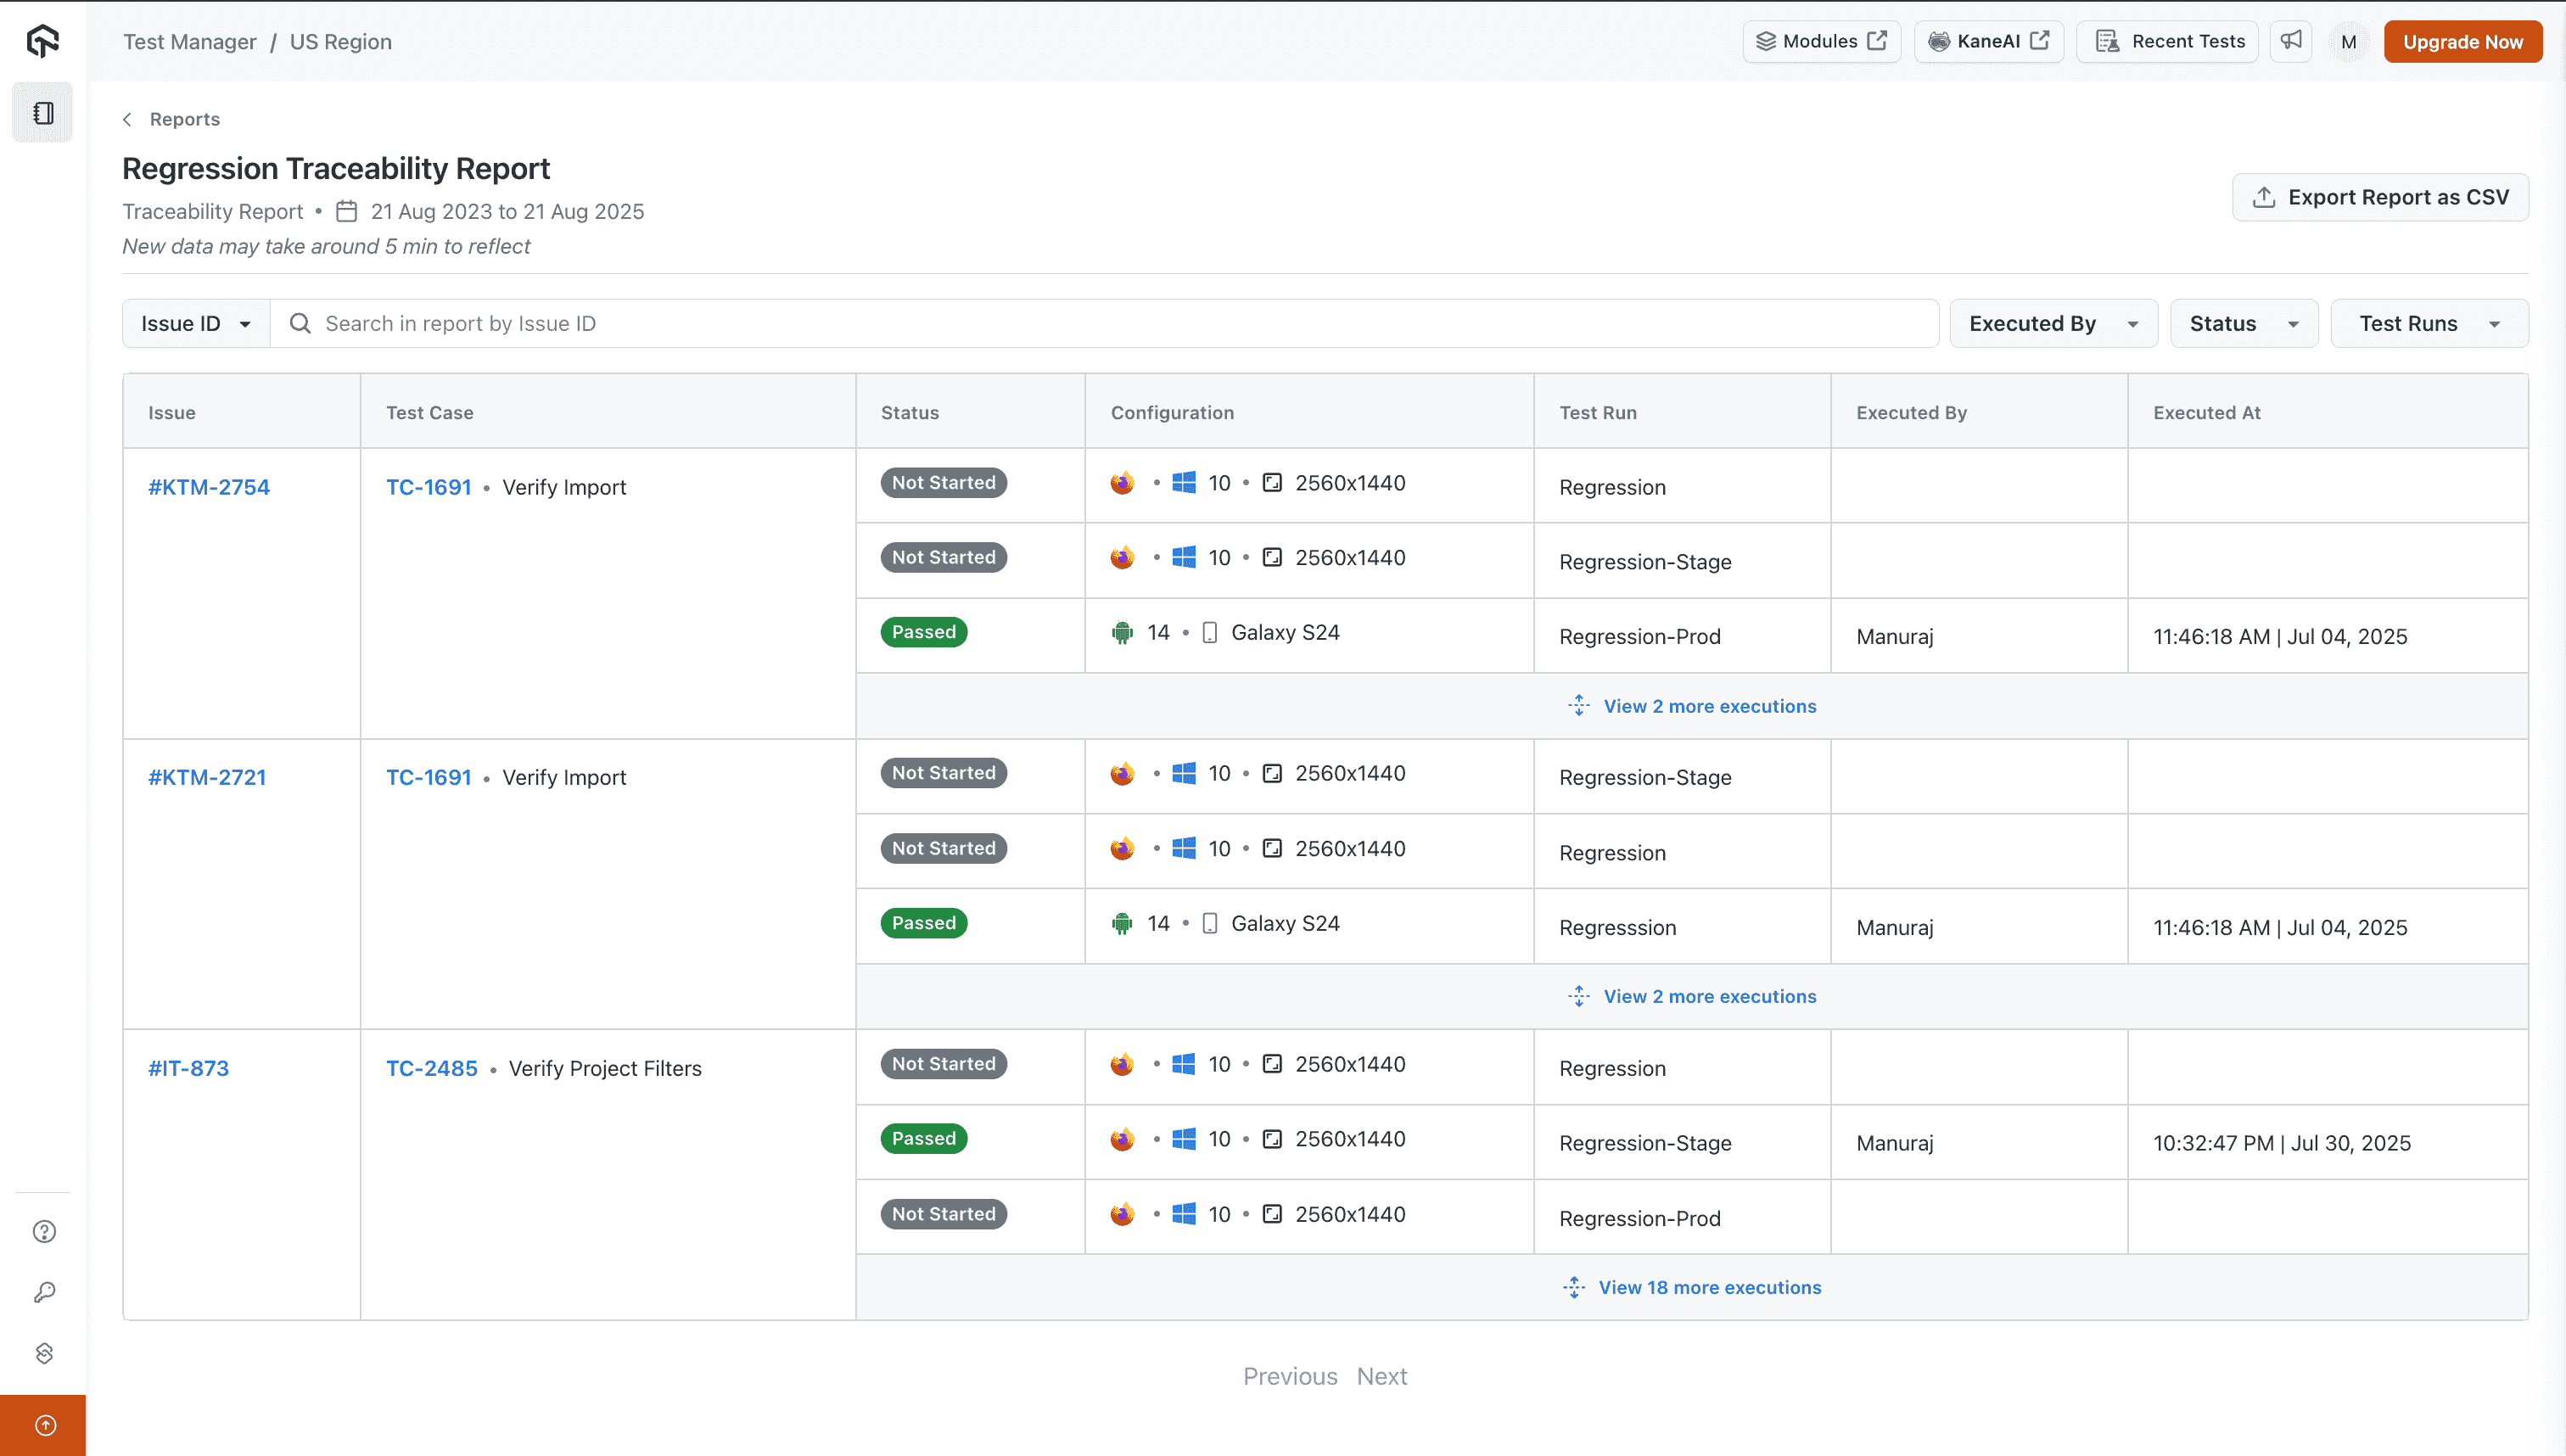 Test Manager / US Region
Modules
KaneAI
Recent Tests
M
Upgrade Now
Reports
Regression Traceability Report
Traceability Report • 21 Aug 2023 to 21 Aug 2025
New data may take around 5 min to reflect
Export Report as CSV
Issue ID
Search in report by Issue ID
Executed By
Status
Test Runs
Issue Test Case Status Configuration Test Run Executed By Executed At
#KTM-2754 TC-1691 • Verify Import Not Started • 10 • 2560x1440 Regression
Not Started • 10 • 2560x1440 Regression-Stage
Passed 14 • Galaxy S24 Regression-Prod Manuraj 11:46:18 AM | Jul 04, 2025
View 2 more executions
#KTM-2721 TC-1691 • Verify Import Not Started • 10 • 2560x1440 Regression-Stage
Not Started • 10 • 2560x1440 Regression
Passed 14 • Galaxy S24 Regresssion Manuraj 11:46:18 AM | Jul 04, 2025
View 2 more executions
#IT-873 TC-2485 • Verify Project Filters Not Started • 10 • 2560x1440 Regression
Passed • 10 • 2560x1440 Regression-Stage Manuraj 10:32:47 PM | Jul 30, 2025
Not Started • 10 • 2560x1440 Regression-Prod
View 18 more executions
Previous Next